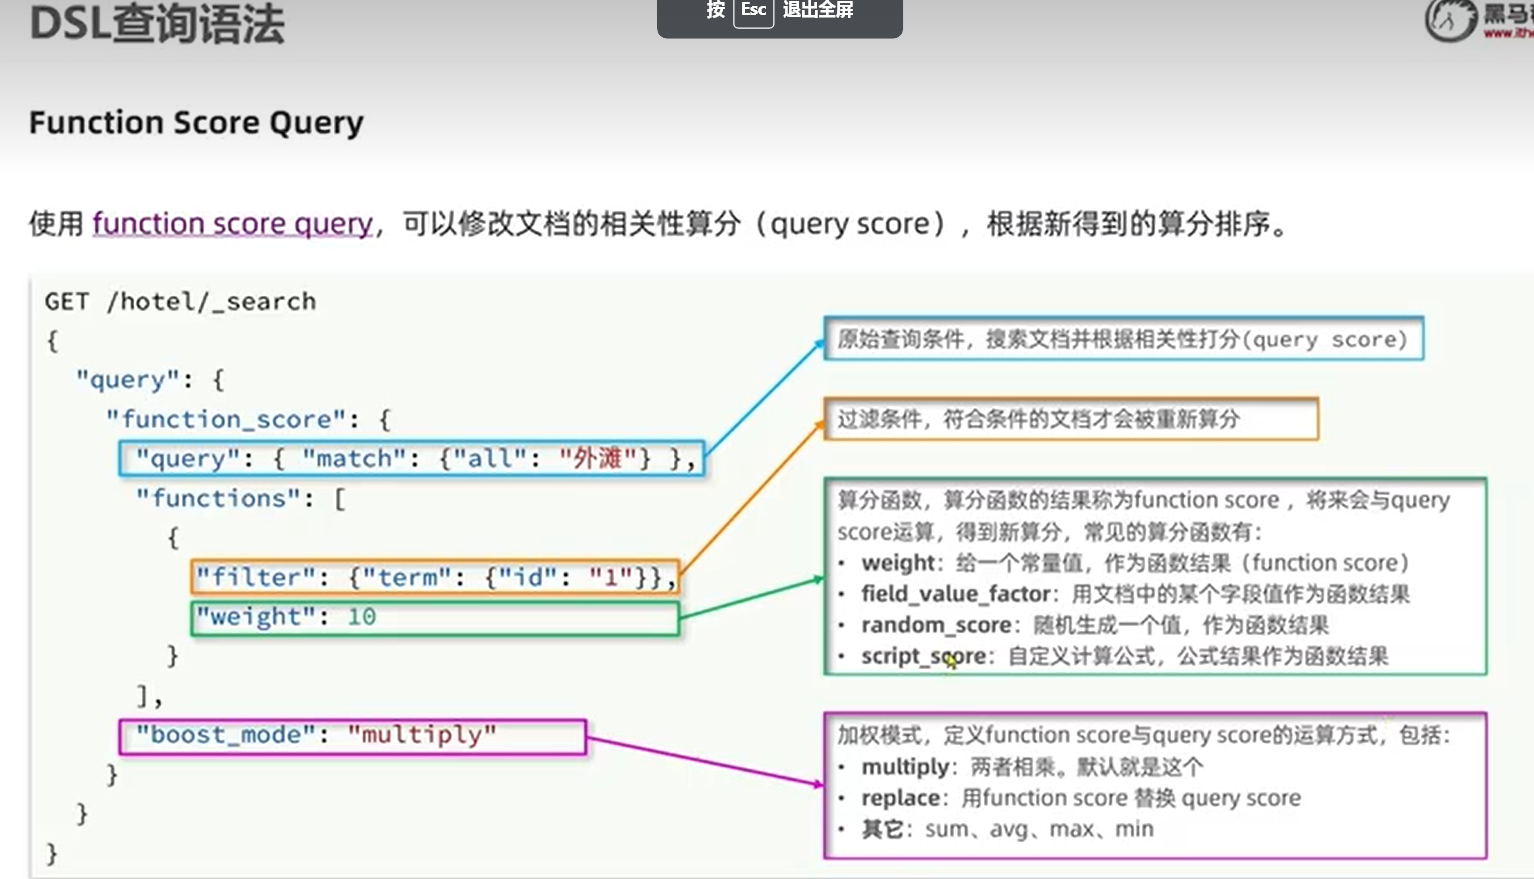 按 Esc 退出全屏
DSL查询语法
黑马
www.ithe
Function Score Query
使用 function score query，可以修改文档的相关性算分（query score），根据新得到的算分排序。
GET /hotel/_search
{
"query": {
"function_score": {
"query": { "match": {"all": "外滩"} },
"functions": [
{
"filter": {"term": {"id": "1"}},
"weight": 10
}
],
"boost_mode": "multiply"
}
}
}
原始查询条件，搜索文档并根据相关性打分(query score)
过滤条件，符合条件的文档才会被重新算分
算分函数，算分函数的结果称为function score ，将来会与query
score运算，得到新算分，常见的算分函数有：
• weight：给一个常量值，作为函数结果（function score）
• field_value_factor：用文档中的某个字段值作为函数结果
• random_score：随机生成一个值，作为函数结果
• script_score：自定义计算公式，公式结果作为函数结果
加权模式，定义function score与query score的运算方式，包括：
• multiply：两者相乘。默认就是这个
• replace：用function score 替换 query score
• 其它：sum、avg、max、min